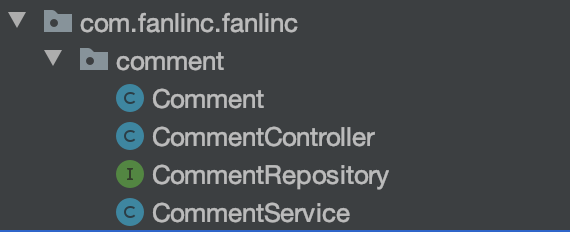 com.fanlinc.fanlinc
comment
C Comment
C CommentController
I CommentRepository
C CommentService